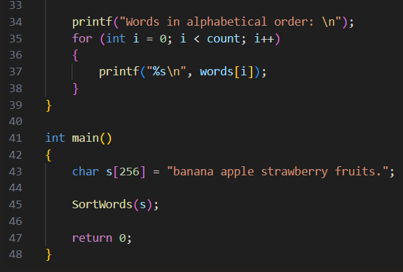 33
34 printf("Words in alphabetical order: \n");
35 for (int i = 0; i < count; i++)
36 {
37 printf("%s\n", words[i]);
38 }
39 }
40
41 int main()
42 {
43 char s[256] = "banana apple strawberry fruits.";
44
45 SortWords(s);
46
47 return 0;
48 }